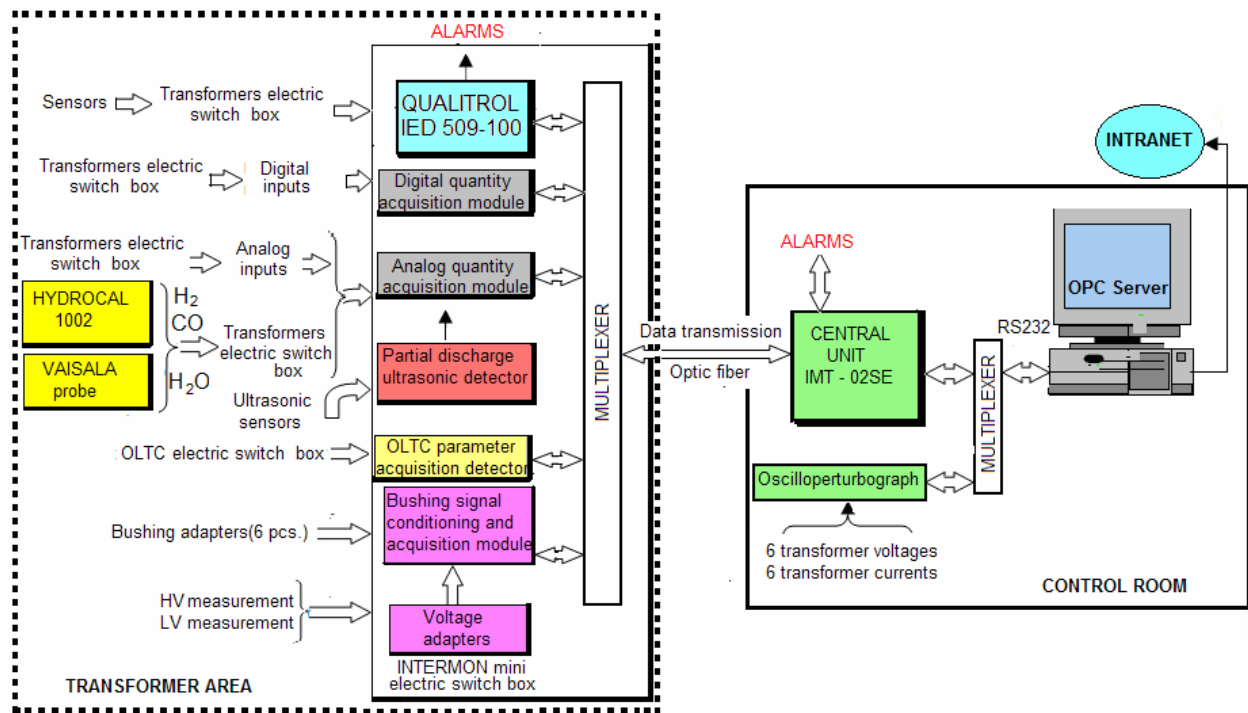 ALARMS
Sensors
Transformers electric
switch box
QUALITROL
IED 509-100
Transformers electric
switch box
Digital
inputs
Digital quantity
acquisition module
Transformers electric
switch box
Analog
inputs
Analog quantity
acquisition module
HYDROCAL
1002
VAISALA
probe
H2
CO
H2O
Transformers
electric switch
box
Ultrasonic
sensors
Partial discharge
ultrasonic detector
OLTC electric switch box
OLTC parameter
acquisition detector
Bushing adapters(6 pcs.)
Bushing signal
conditioning and
acquisition module
HV measurement
LV measurement
Voltage
adapters
INTERMON mini
electric switch box
TRANSFORMER AREA
MULTIPLEXER
Data transmission
Optic fiber
INTRANET
ALARMS
CENTRAL
UNIT
IMT - 02SE
MULTIPLEXER
RS232
OPC Server
Oscilloperturbograph
6 transformer voltages
6 transformer currents
CONTROL ROOM